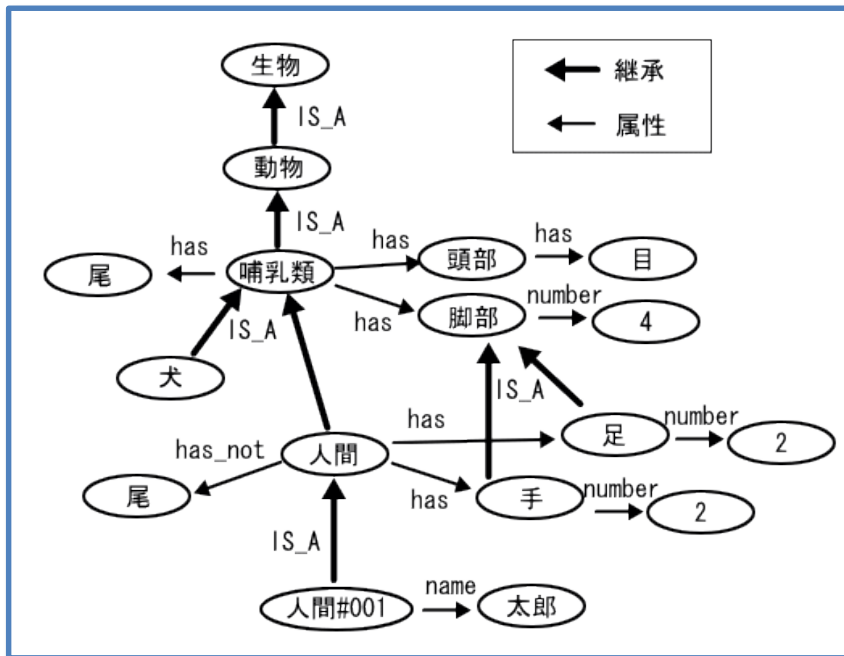 生物
継承
IS_A
属性
動物
IS_A
has
has
has
尾
哺乳類
頭部
目
has
number
IS_A
脚部
4
犬
IS_A
has
number
has_not
人間
足
2
has
number
尾
手
2
IS_A
name
人間#001
太郎